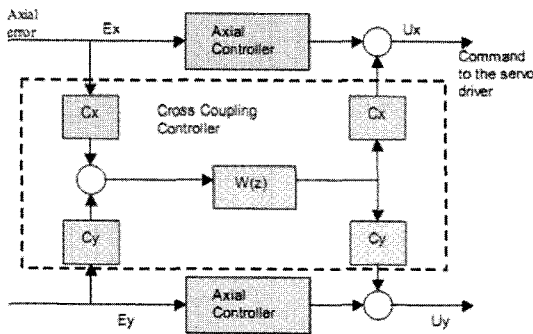 Axial
error
Ex
Axial
Controller
Ux
Command
to the servo
driver
Cx
Cross Coupling
Controller
Cx
W(z)
Cy
Cy
Ey
Axial
Controller
Uy